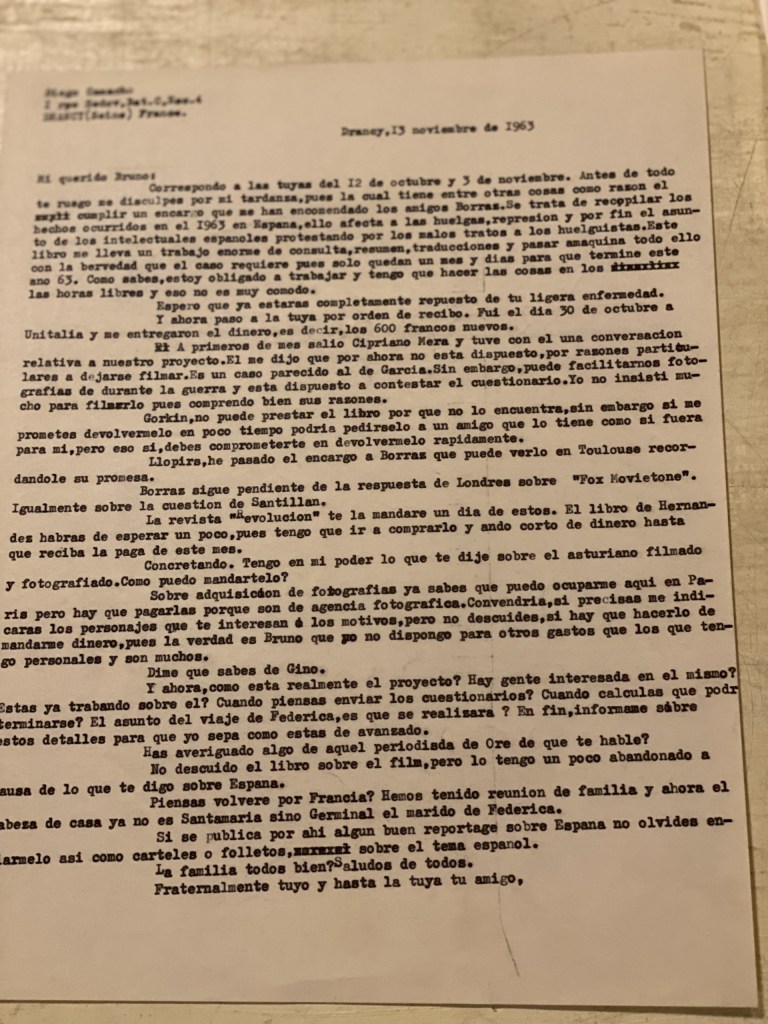 Diego Camacho
DRANCY(Seine) France.
Drancy,I3 noviembre de I963
Mi querido Bruno:
Correspondo a las tuyas del I2 de octubre y 3 de noviembre. Antes de todo
te ruego me disculpes por mi tardanza,pues la cual tiene entre otras cosas como razon el
cumplir un encargo que me han encomendado los amigos Borras.Se trata de recopilar los
hechos ocurridos en el I963 en Espana,ello afecta a las huelgas,represion y por fin el asun-
to de los intelectuales espanoles protestando por los malos tratos a los huelguistas.Este
libro me lleva un trabajo enorme de consulta,resumen,traducciones y pasar amaquina todo ello
con la bervedad que el caso requiere pues solo quedan un mes y dias para que termine este
ano 63. Como sabes,estoy obligado a trabajar y tengo que hacer las cosas en los
las horas libres y eso no es muy comodo.
Espero que ya estaras completamente repuesto de tu ligera enfermedad.
Y ahora paso a la tuya por orden de recibo. Fui el dia 30 de octubre a
Unitalia y me entregaron el dinero,es decir,los 600 francos nuevos.
A primeros de mes salio Cipriano Mera y tuve con el una conversacion
relativa a nuestro proyecto.El me dijo que por ahora no esta dispuesto,por razones particu-
lares a dejarse filmar.Es un caso parecido al de Garcia.Sin embargo,puede facilitarnos foto-
grafias de durante la guerra y esta dispuesto a contestar el cuestionario.Yo no insisti mu-
cho para filmarlo pues comprendo bien sus razones.
Gorkin,no puede prestar el libro por que no lo encuentra,sin embargo si me
prometes devolvermelo en poco tiempo podria pedirselo a un amigo que lo tiene como si fuera
para mi,pero eso si,debes comprometerte en devolvermelo rapidamente.
Llopirs,he pasado el encargo a Borras que puede verlo en Toulouse recor-
dandole su promesa.
Borras sigue pendiente de la respuesta de Londres sobre "Fox Movietone".
Igualmente sobre la cuestion de Santillan.
La revista "Revolucion" te la mandare un dia de estos. El libro de Hernan-
dez habras de esperar un poco,pues tengo que ir a comprarlo y ando corto de dinero hasta
que reciba la paga de este mes.
Concretando. Tengo en mi poder lo que te dije sobre el asturiano filmado
y fotografiado.Como puedo mandartelo?
Sobre adquisicion de fotografias ya sabes que puedo ocuparme aqui en Pa-
ris pero hay que pagarlas porque son de agencia fotografica.Convendria,si precisas me indi-
caras los personajes que te interesan o los motivos,pero no descuides,si hay que hacerlo de
mandarme dinero,pues la verdad es Bruno que yo no dispongo para otros gastos que los que ten-
go personales y son muchos.
Dime que sabes de Gino.
Y ahora,como esta realmente el proyecto? Hay gente interesada en el mismo?
Estas ya trabando sobre el? Cuando piensas enviar los cuestionarios? Cuando calculas que podr
terminarse? El asunto del viaje de Federica,es que se realizara ? En fin,informame sobre
estos detalles para que yo sepa como estas de avanzado.
Has averiguado algo de aquel periodisda de Ore de que te hable?
No descuido el libro sobre el film,pero lo tengo un poco abandonado a
ausa de lo que te digo sobre Espana.
Piensas volvere por Francia? Hemos tenido reunion de familia y ahora el
abeza de casa ya no es Santamaria sino Germinal el marido de Federica.
Si se publica por ahi algun buen reportage sobre Espana no olvides en-
iarmelo asi como carteles o folletos, sobre el tema espanol.
La familia todos bien?Saludos de todos.
Fraternalmente tuyo y hasta la tuya tu amigo,